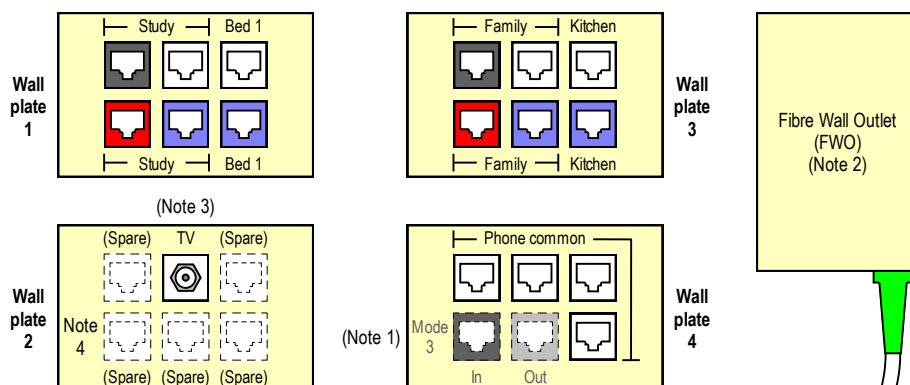 Study Bed 1
Wall
plate
1
Study Bed 1
Family Kitchen
Wall
plate
3
Family Kitchen
Fibre Wall Outlet
(FWO)
(Note 2)
(Note 3)
(Spare) TV (Spare)
Wall
plate
2
Note
4
(Spare) (Spare) (Spare)
Phone common
(Note 1)
Mode
3
In Out
Wall
plate
4